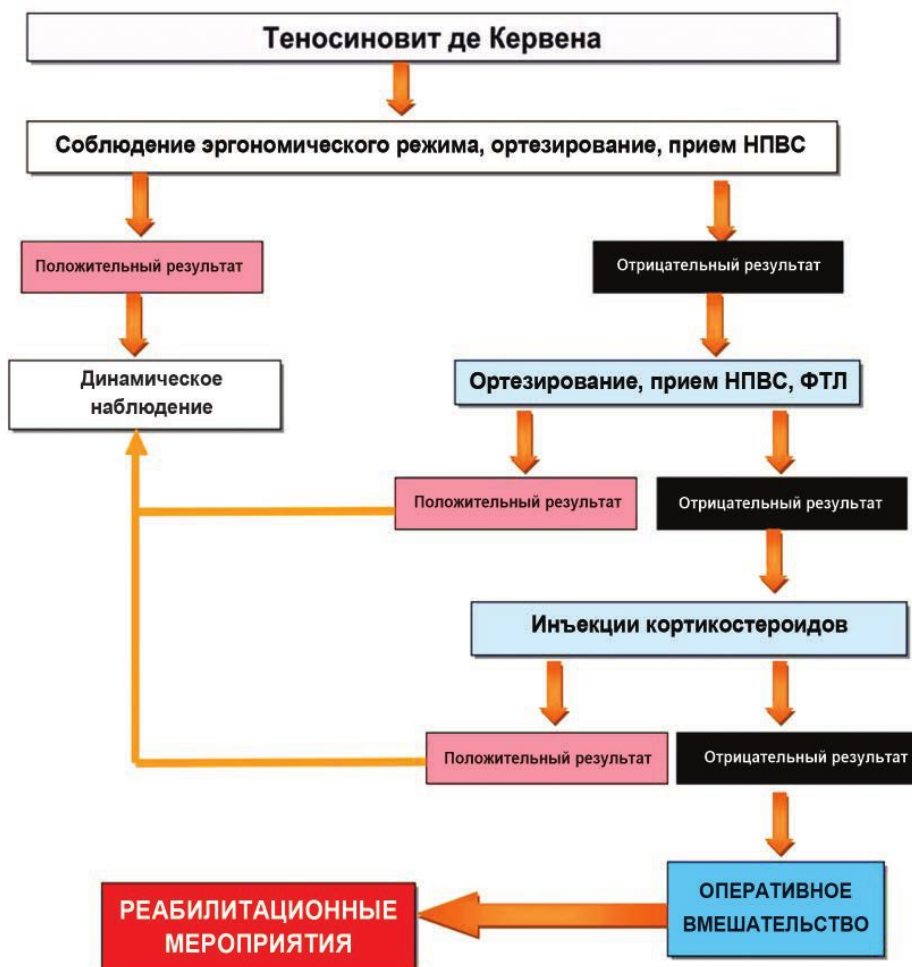 Теносиновит де Кервена
Соблюдение эргономического режима, ортезирование, прием НПВС
Положительный результат
Отрицательный результат
Динамическое
наблюдение
Ортезирование, прием НПВС, ФТЛ
Положительный результат
Отрицательный результат
Инъекции кортикостероидов
Положительный результат
Отрицательный результат
ОПЕРАТИВНОЕ
ВМЕШАТЕЛЬСТВО
РЕАБИЛИТАЦИОННЫЕ
МЕРОПРИЯТИЯ